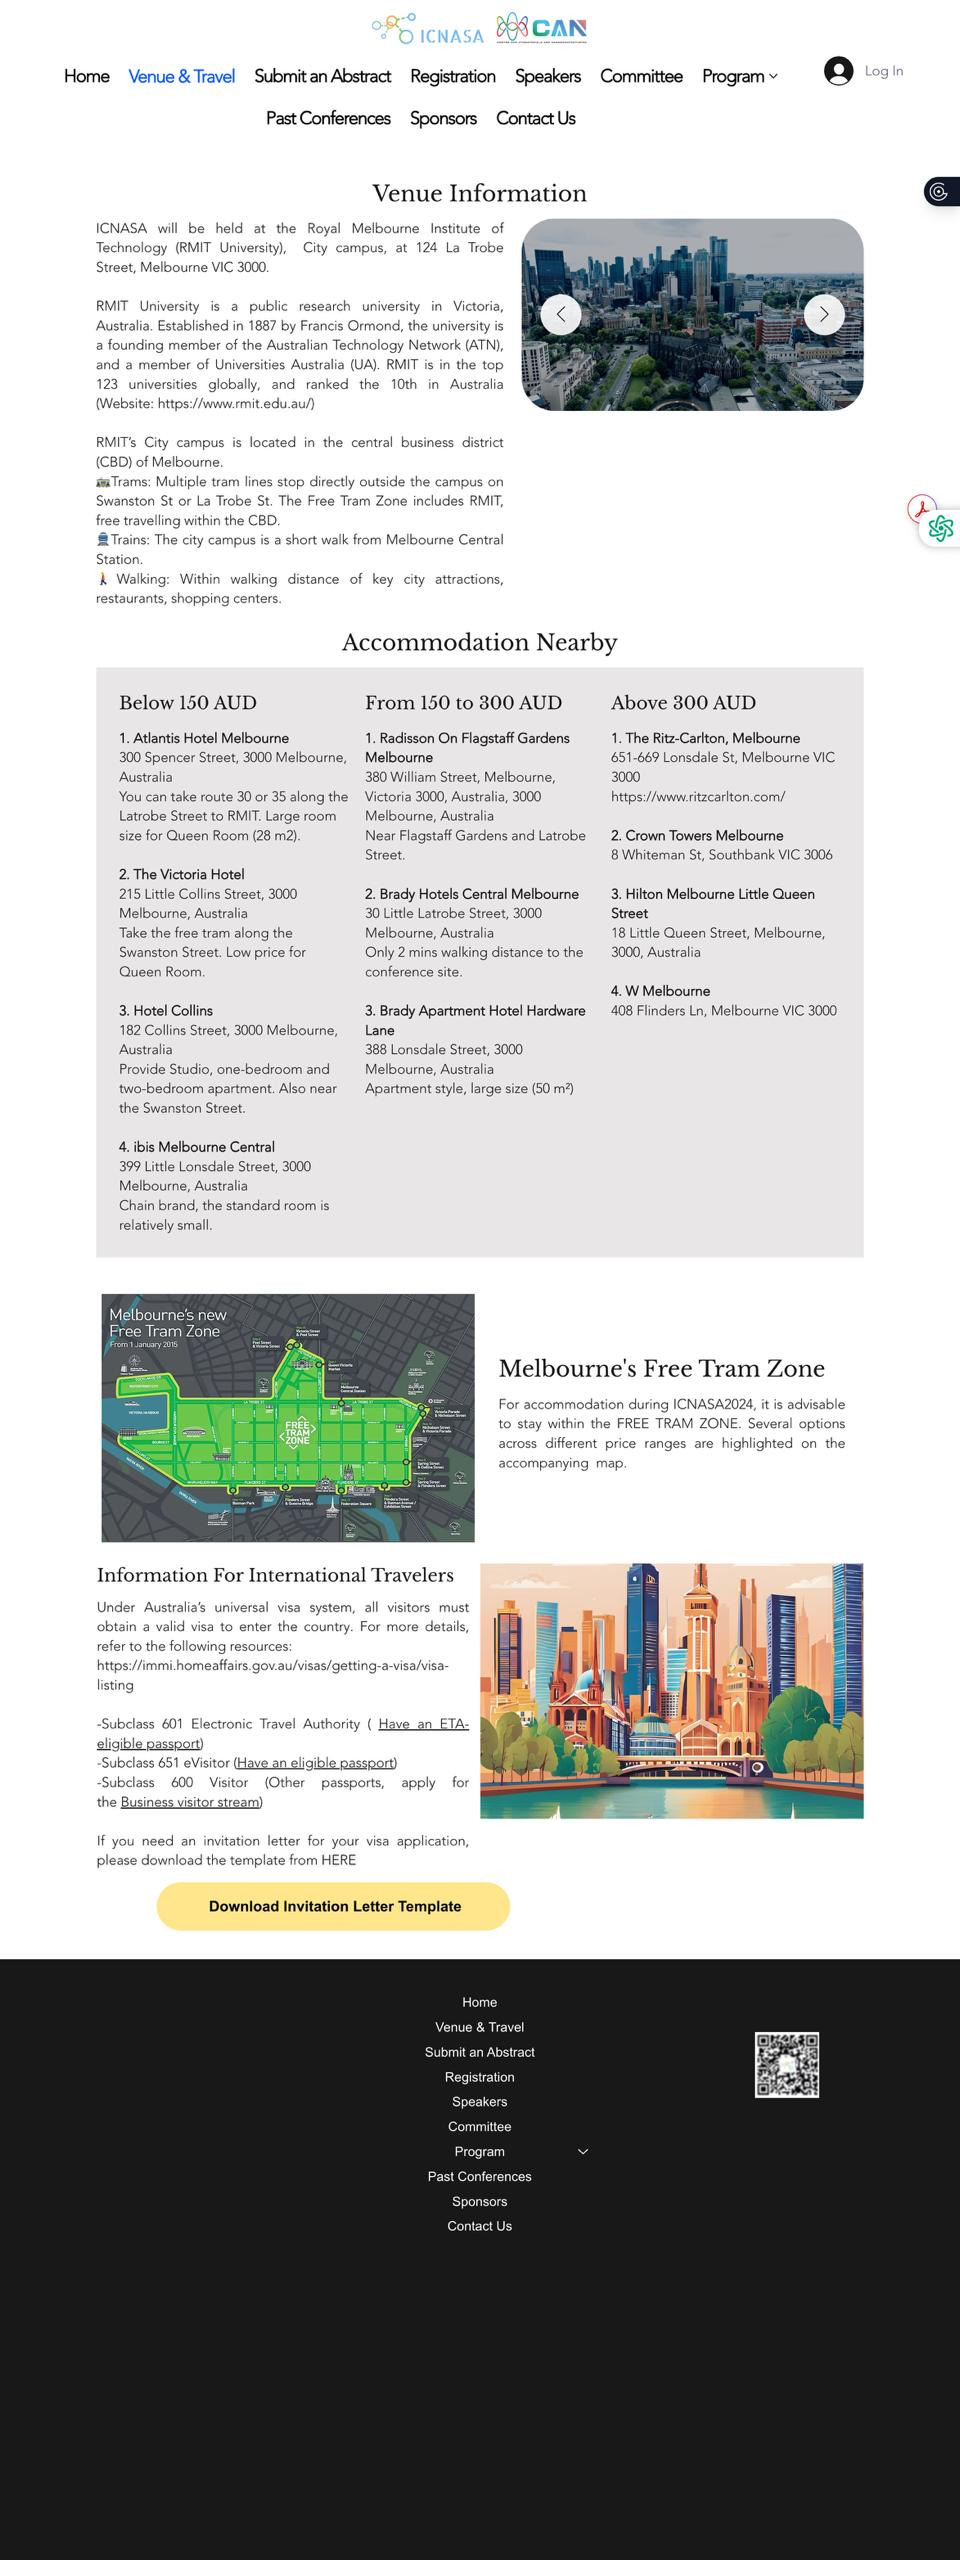 ICNASA CAN
Home Venue & Travel Submit an Abstract Registration Speakers Committee Program Log In
Past Conferences Sponsors Contact Us
Venue Information
ICNASA will be held at the Royal Melbourne Institute of
Technology (RMIT University), City campus, at 124 La Trobe
Street, Melbourne VIC 3000.
RMIT University is a public research university in Victoria,
Australia. Established in 1887 by Francis Ormond, the university is
a founding member of the Australian Technology Network (ATN),
and a member of Universities Australia (UA). RMIT is in the top
123 universities globally, and ranked the 10th in Australia
(Website: https://www.rmit.edu.au/)
RMIT’s City campus is located in the central business district
(CBD) of Melbourne.
🚋Trams: Multiple tram lines stop directly outside the campus on
Swanston St or La Trobe St. The Free Tram Zone includes RMIT,
free travelling within the CBD.
🚆Trains: The city campus is a short walk from Melbourne Central
Station.
🚶 Walking: Within walking distance of key city attractions,
restaurants, shopping centers.
Accommodation Nearby
Below 150 AUD
1. Atlantis Hotel Melbourne
300 Spencer Street, 3000 Melbourne,
Australia
You can take route 30 or 35 along the
Latrobe Street to RMIT. Large room
size for Queen Room (28 m2).
2. The Victoria Hotel
215 Little Collins Street, 3000
Melbourne, Australia
Take the free tram along the
Swanston Street. Low price for
Queen Room.
3. Hotel Collins
182 Collins Street, 3000 Melbourne,
Australia
Provide Studio, one-bedroom and
two-bedroom apartment. Also near
the Swanston Street.
4. ibis Melbourne Central
399 Little Lonsdale Street, 3000
Melbourne, Australia
Chain brand, the standard room is
relatively small.
From 150 to 300 AUD
1. Radisson On Flagstaff Gardens
Melbourne
380 William Street, Melbourne,
Victoria 3000, Australia, 3000
Melbourne, Australia
Near Flagstaff Gardens and Latrobe
Street.
2. Brady Hotels Central Melbourne
30 Little Latrobe Street, 3000
Melbourne, Australia
Only 2 mins walking distance to the
conference site.
3. Brady Apartment Hotel Hardware
Lane
388 Lonsdale Street, 3000
Melbourne, Australia
Apartment style, large size (50 m²)
Above 300 AUD
1. The Ritz-Carlton, Melbourne
651-669 Lonsdale St, Melbourne VIC
3000
https://www.ritzcarlton.com/
2. Crown Towers Melbourne
8 Whiteman St, Southbank VIC 3006
3. Hilton Melbourne Little Queen
Street
18 Little Queen Street, Melbourne,
3000, Australia
4. W Melbourne
408 Flinders Ln, Melbourne VIC 3000
Melbourne's new
Free Tram Zone
From 1 January 2015
FREE
TRAM
ZONE
Melbourne's Free Tram Zone
For accommodation during ICNASA2024, it is advisable
to stay within the FREE TRAM ZONE. Several options
across different price ranges are highlighted on the
accompanying map.
Information For International Travelers
Under Australia’s universal visa system, all visitors must
obtain a valid visa to enter the country. For more details,
refer to the following resources:
https://immi.homeaffairs.gov.au/visas/getting-a-visa/visa-
listing
-Subclass 601 Electronic Travel Authority ( Have an ETA-
eligible passport)
-Subclass 651 eVisitor (Have an eligible passport)
-Subclass 600 Visitor (Other passports, apply for
the Business visitor stream)
If you need an invitation letter for your visa application,
please download the template from HERE
Download Invitation Letter Template
Home
Venue & Travel
Submit an Abstract
Registration
Speakers
Committee
Program
Past Conferences
Sponsors
Contact Us